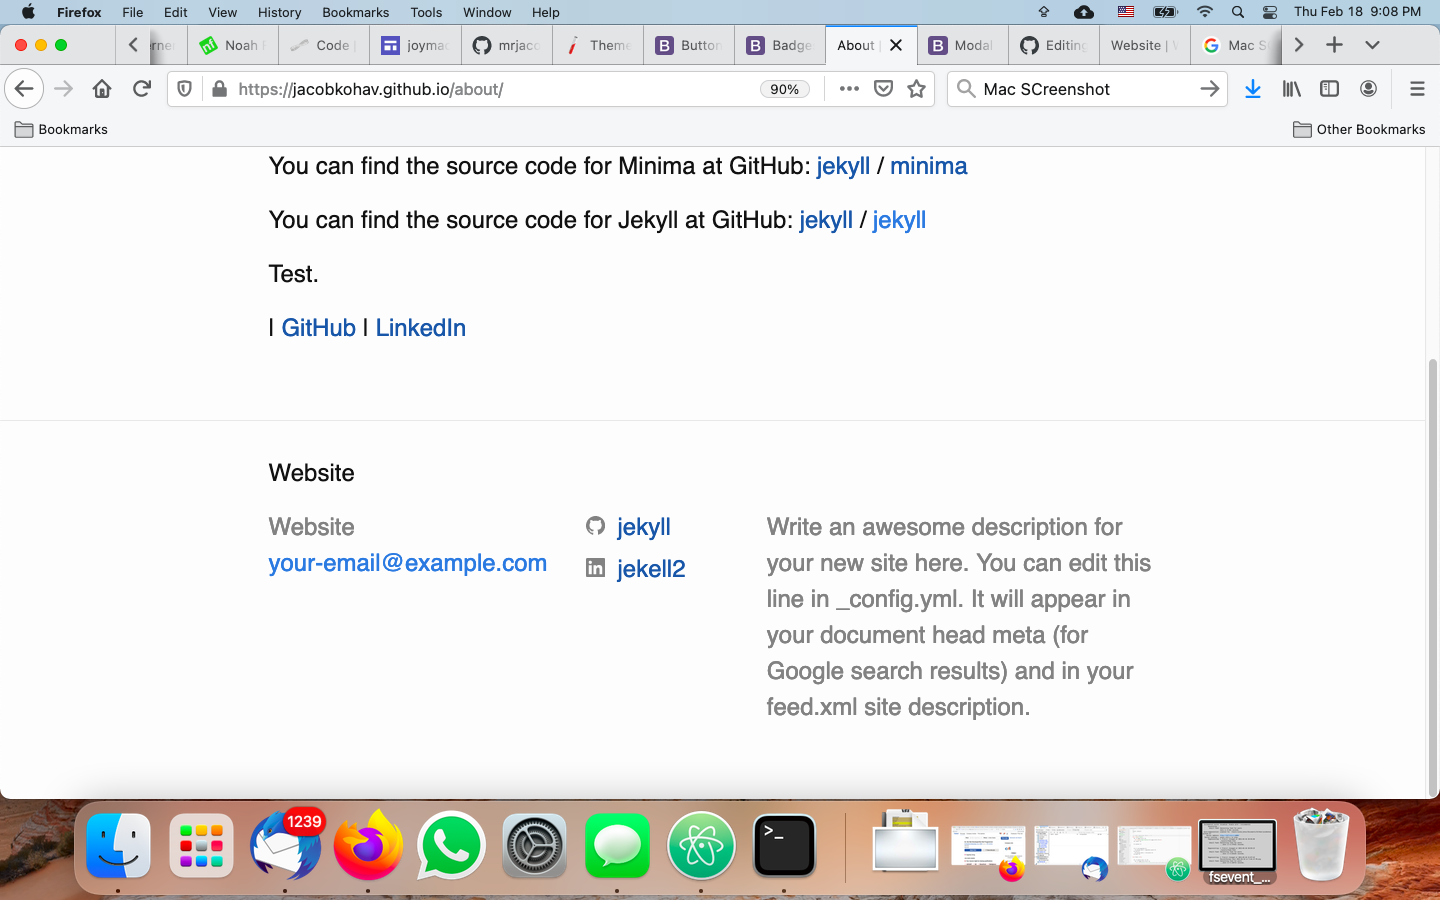 Firefox File Edit View History Bookmarks Tools Window Help Thu Feb 18 9:08 PM
Noah Code joyma mrjaco Theme Button Badge About Modal Editing Website | Mac S
https://jacobkohav.github.io/about/ 90% Mac SCreenshot
Bookmarks Other Bookmarks
You can find the source code for Minima at GitHub: jekyll / minima
You can find the source code for Jekyll at GitHub: jekyll / jekyll
Test.
| GitHub | LinkedIn
Website
Website
your-email@example.com
jekyll
jekell2
Write an awesome description for
your new site here. You can edit this
line in _config.yml. It will appear in
your document head meta (for
Google search results) and in your
feed.xml site description.
1239
fsevent_...